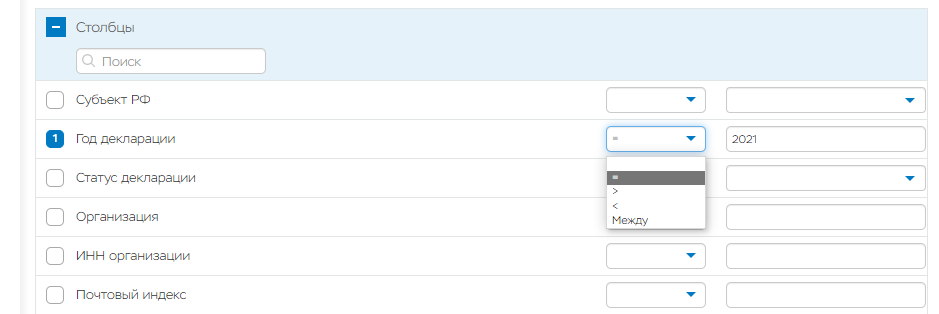 Столбцы
Поиск
Субъект РФ
1 Год декларации = 2021
=
Статус декларации
>
<
Организация
Между
ИНН организации
Почтовый индекс